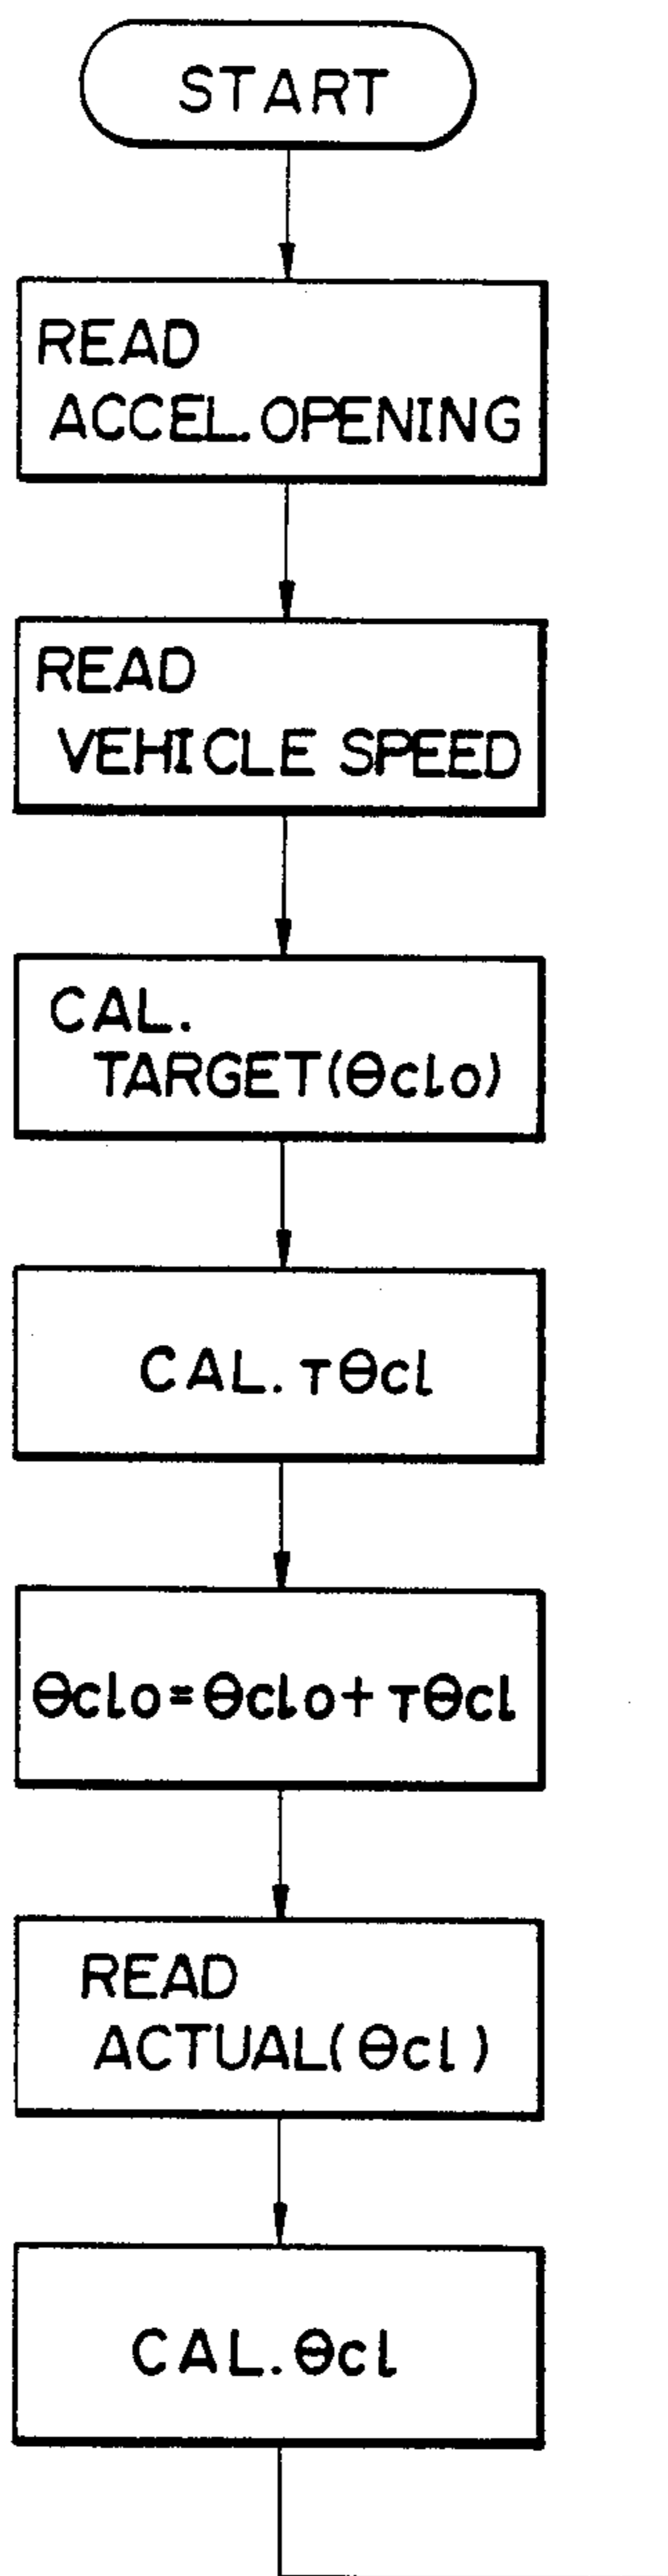 START
READ
ACCEL.OPENING
READ
VEHICLE SPEED
CAL.
TARGET(θclo)
CAL. τθcl
θclo=θclo+τθcl
READ
ACTUAL(θcl)
CAL.θcl